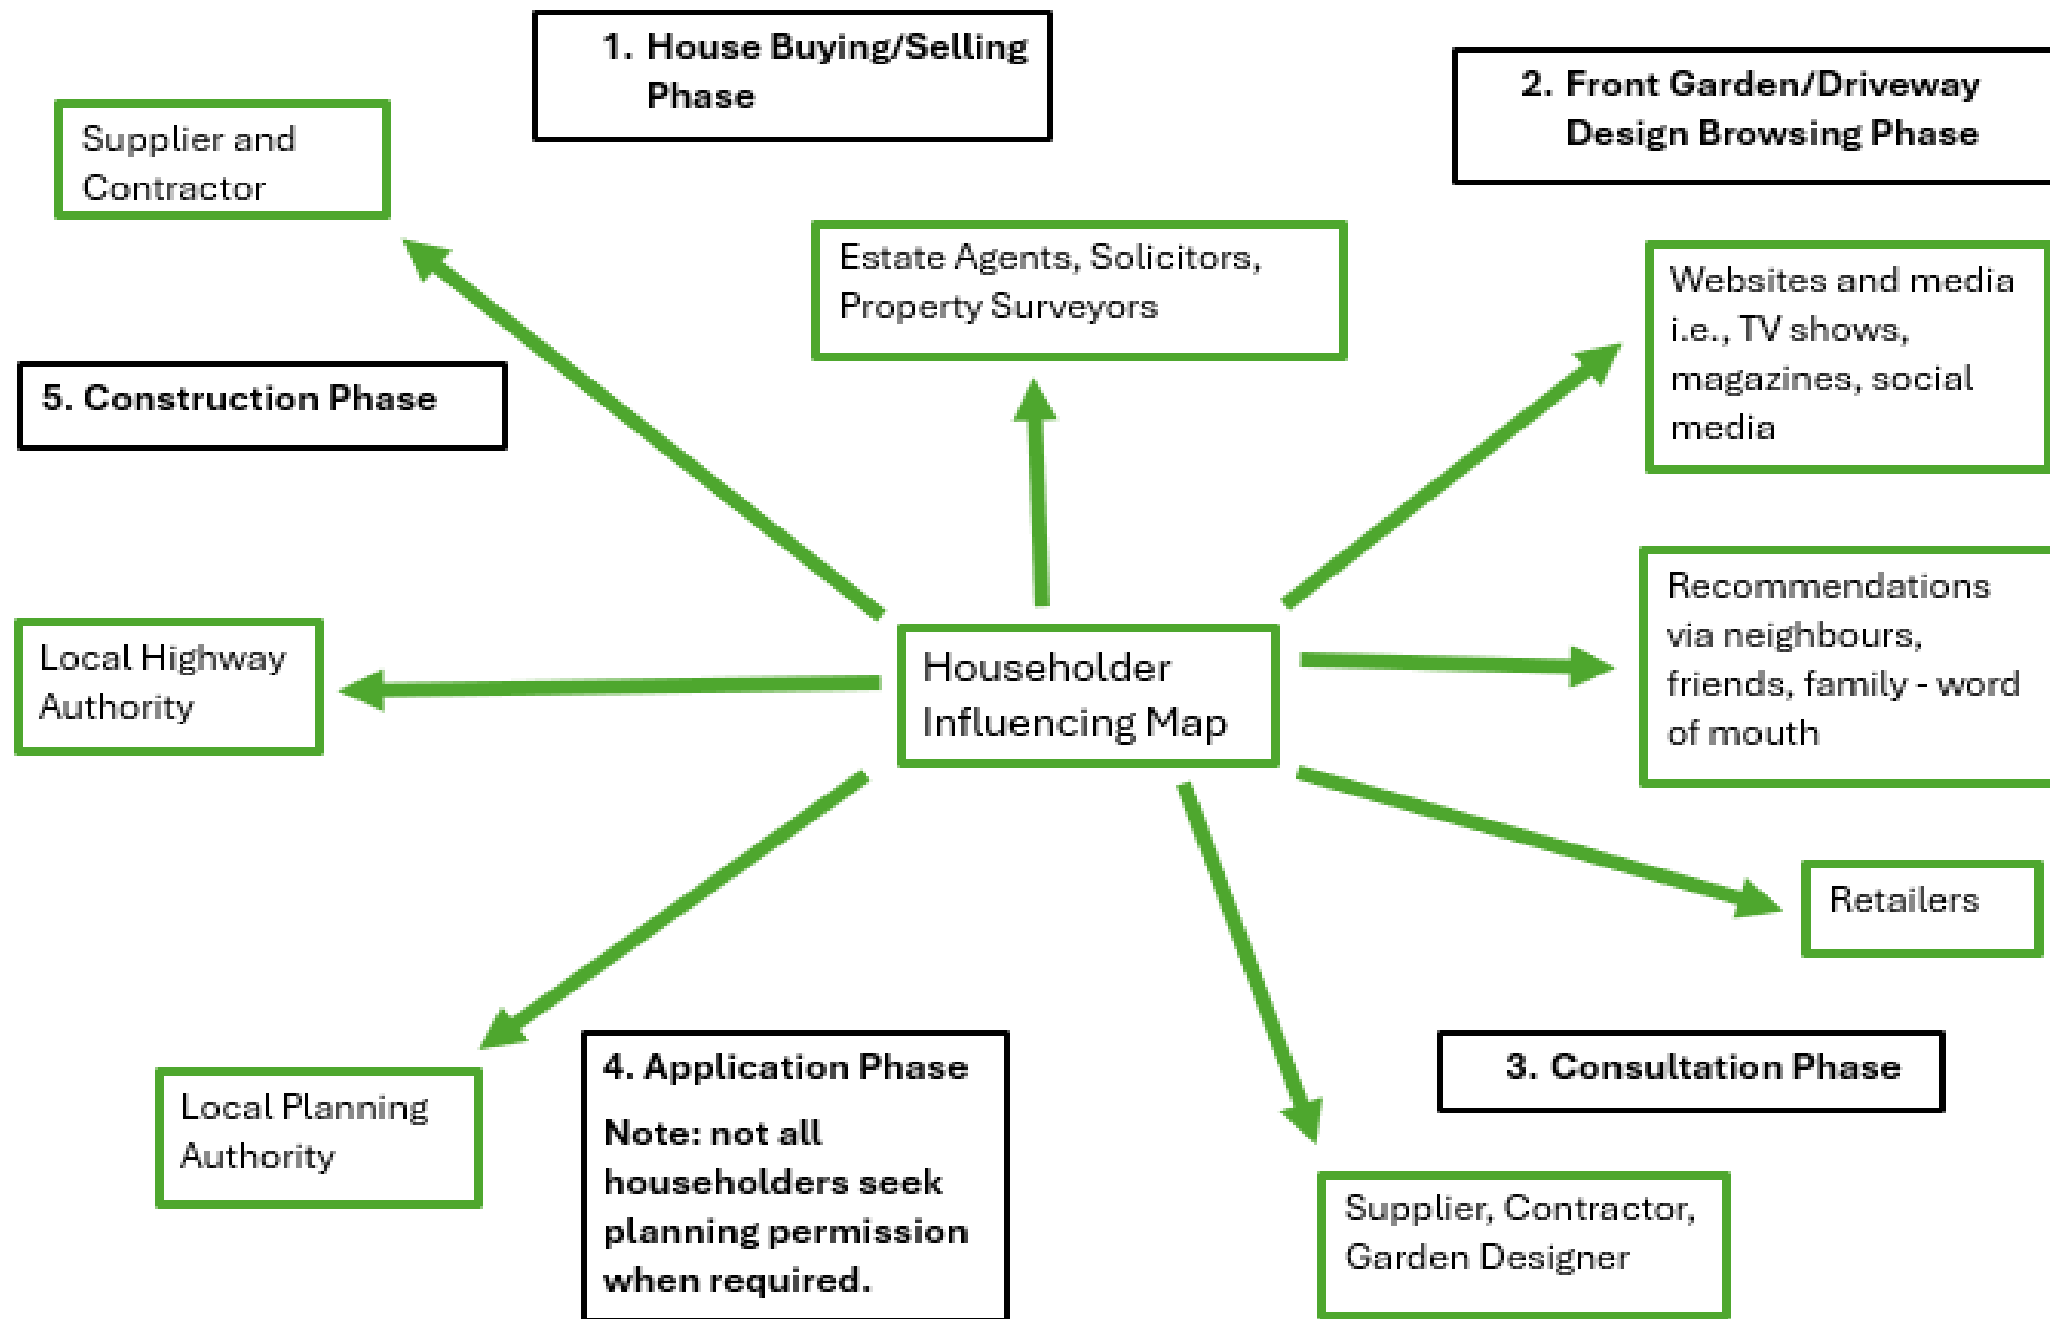 1. House Buying/Selling
Phase
2. Front Garden/Driveway
Design Browsing Phase
Supplier and
Contractor
Estate Agents, Solicitors,
Property Surveyors
Websites and media
i.e., TV shows,
magazines, social
media
5. Construction Phase
Recommendations
via neighbours,
friends, family - word
of mouth
Local Highway
Authority
Householder
Influencing Map
Retailers
4. Application Phase
Note: not all
householders seek
planning permission
when required.
3. Consultation Phase
Local Planning
Authority
Supplier, Contractor,
Garden Designer